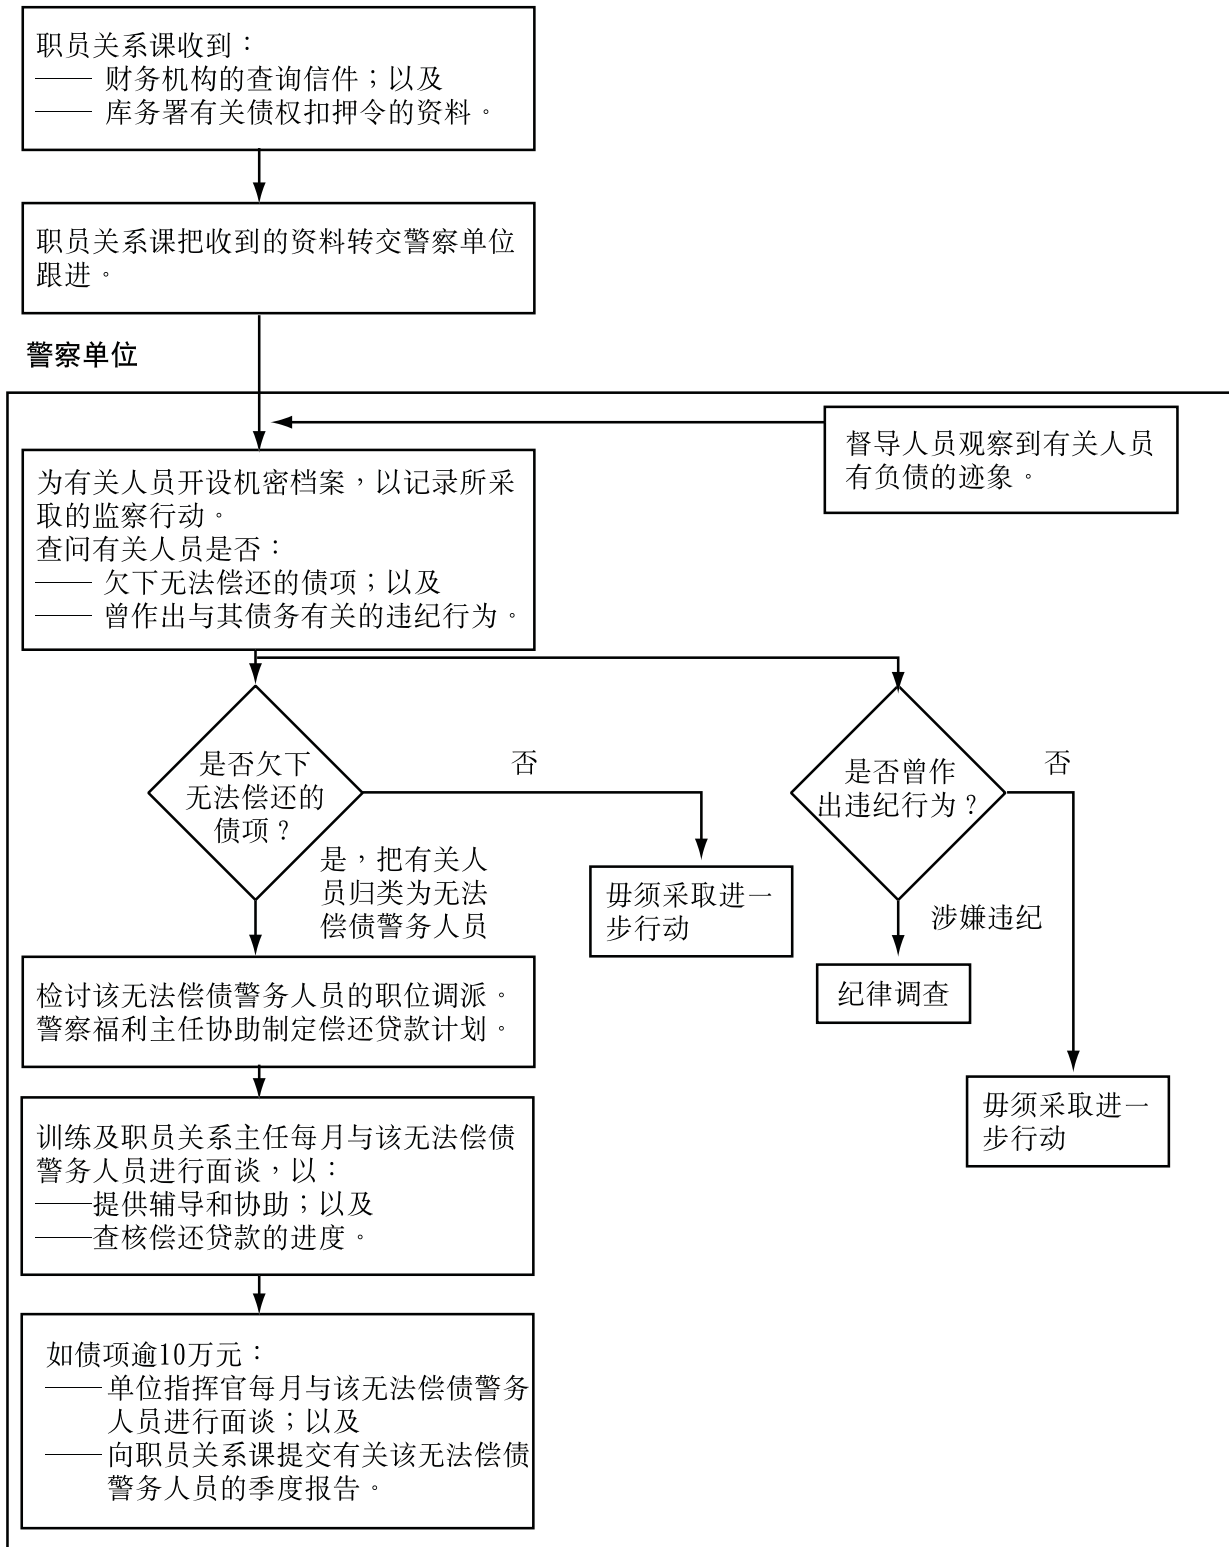 职员关系课收到：
—— 财务机构的查询信件；以及
—— 库务署有关债权扣押令的资料。
职员关系课把收到的资料转交警察单位
跟进。
警察单位
督导人员观察到有关人员
有负债的迹象。
为有关人员开设机密档案，以记录所采
取的监察行动。
查问有关人员是否：
—— 欠下无法偿还的债项；以及
—— 曾作出与其债务有关的违纪行为。
是否欠下
无法偿还的
债项？
否
是，把有关人
员归类为无法
偿债警务人员
毋须采取进一
步行动
是否曾作
出违纪行为？
否
涉嫌违纪
纪律调查
毋须采取进一
步行动
检讨该无法偿债警务人员的职位调派。
警察福利主任协助制定偿还贷款计划。
训练及职员关系主任每月与该无法偿债
警务人员进行面谈，以：
——提供辅导和协助；以及
——查核偿还贷款的进度。
如债项逾10万元：
——单位指挥官每月与该无法偿债警务
人员进行面谈；以及
——向职员关系课提交有关该无法偿债
警务人员的季度报告。